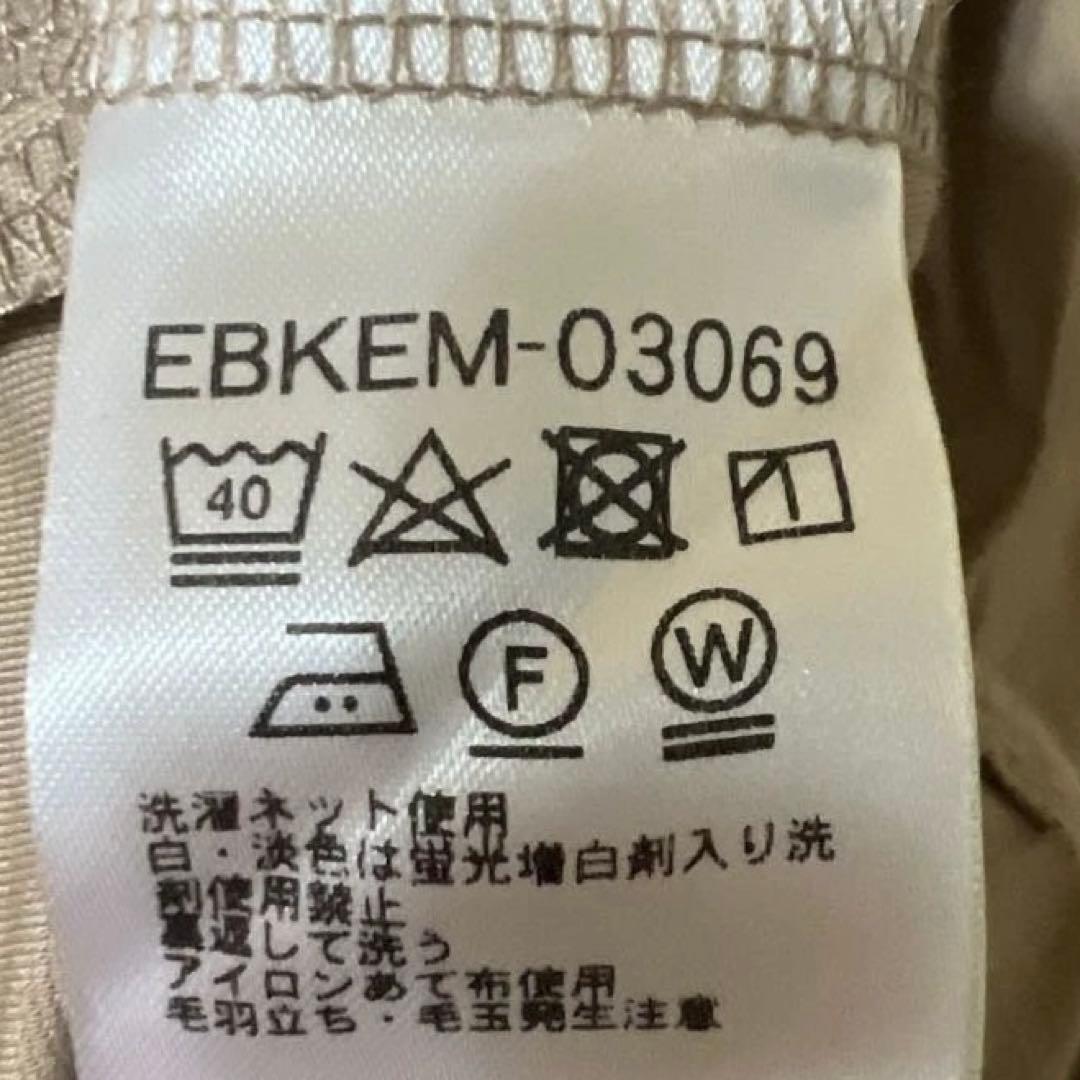 EBKEM-03069
40
F W
洗濯ネット使用
白・淡色は蛍光増白剤入り洗
剤使用禁止
裏返して洗う
アイロンあて布使用
毛羽立ち・毛玉発生注意